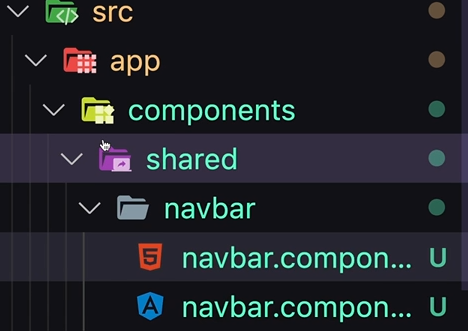 src
app
components
shared
navbar
navbar.compon... U
navbar.compon... U